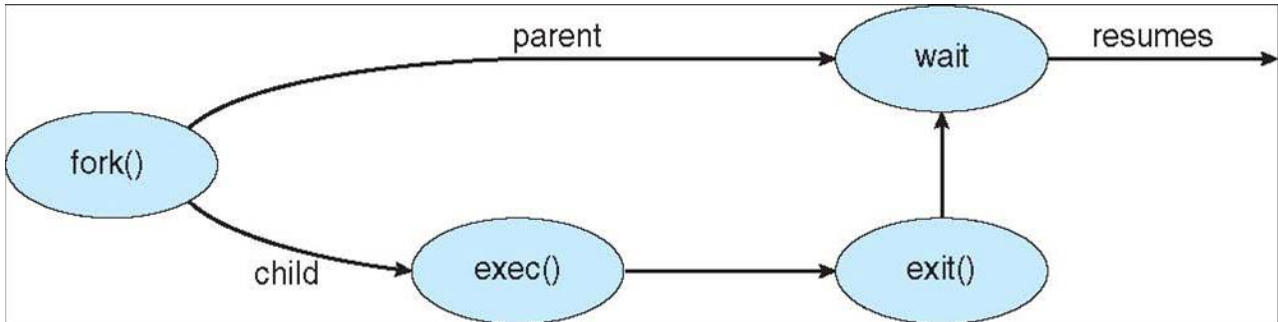 parent
wait
resumes
fork()
child
exec()
exit()